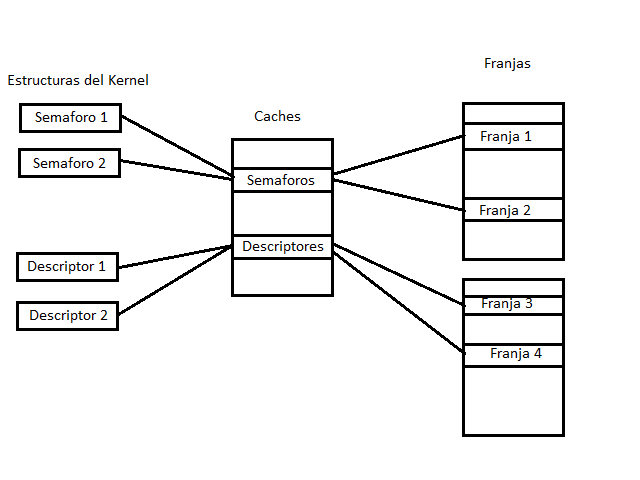 Estructuras del Kernel
Semaforo 1
Semaforo 2
Descriptor 1
Descriptor 2
Caches
Semaforos
Descriptores
Franjas
Franja 1
Franja 2
Franja 3
Franja 4